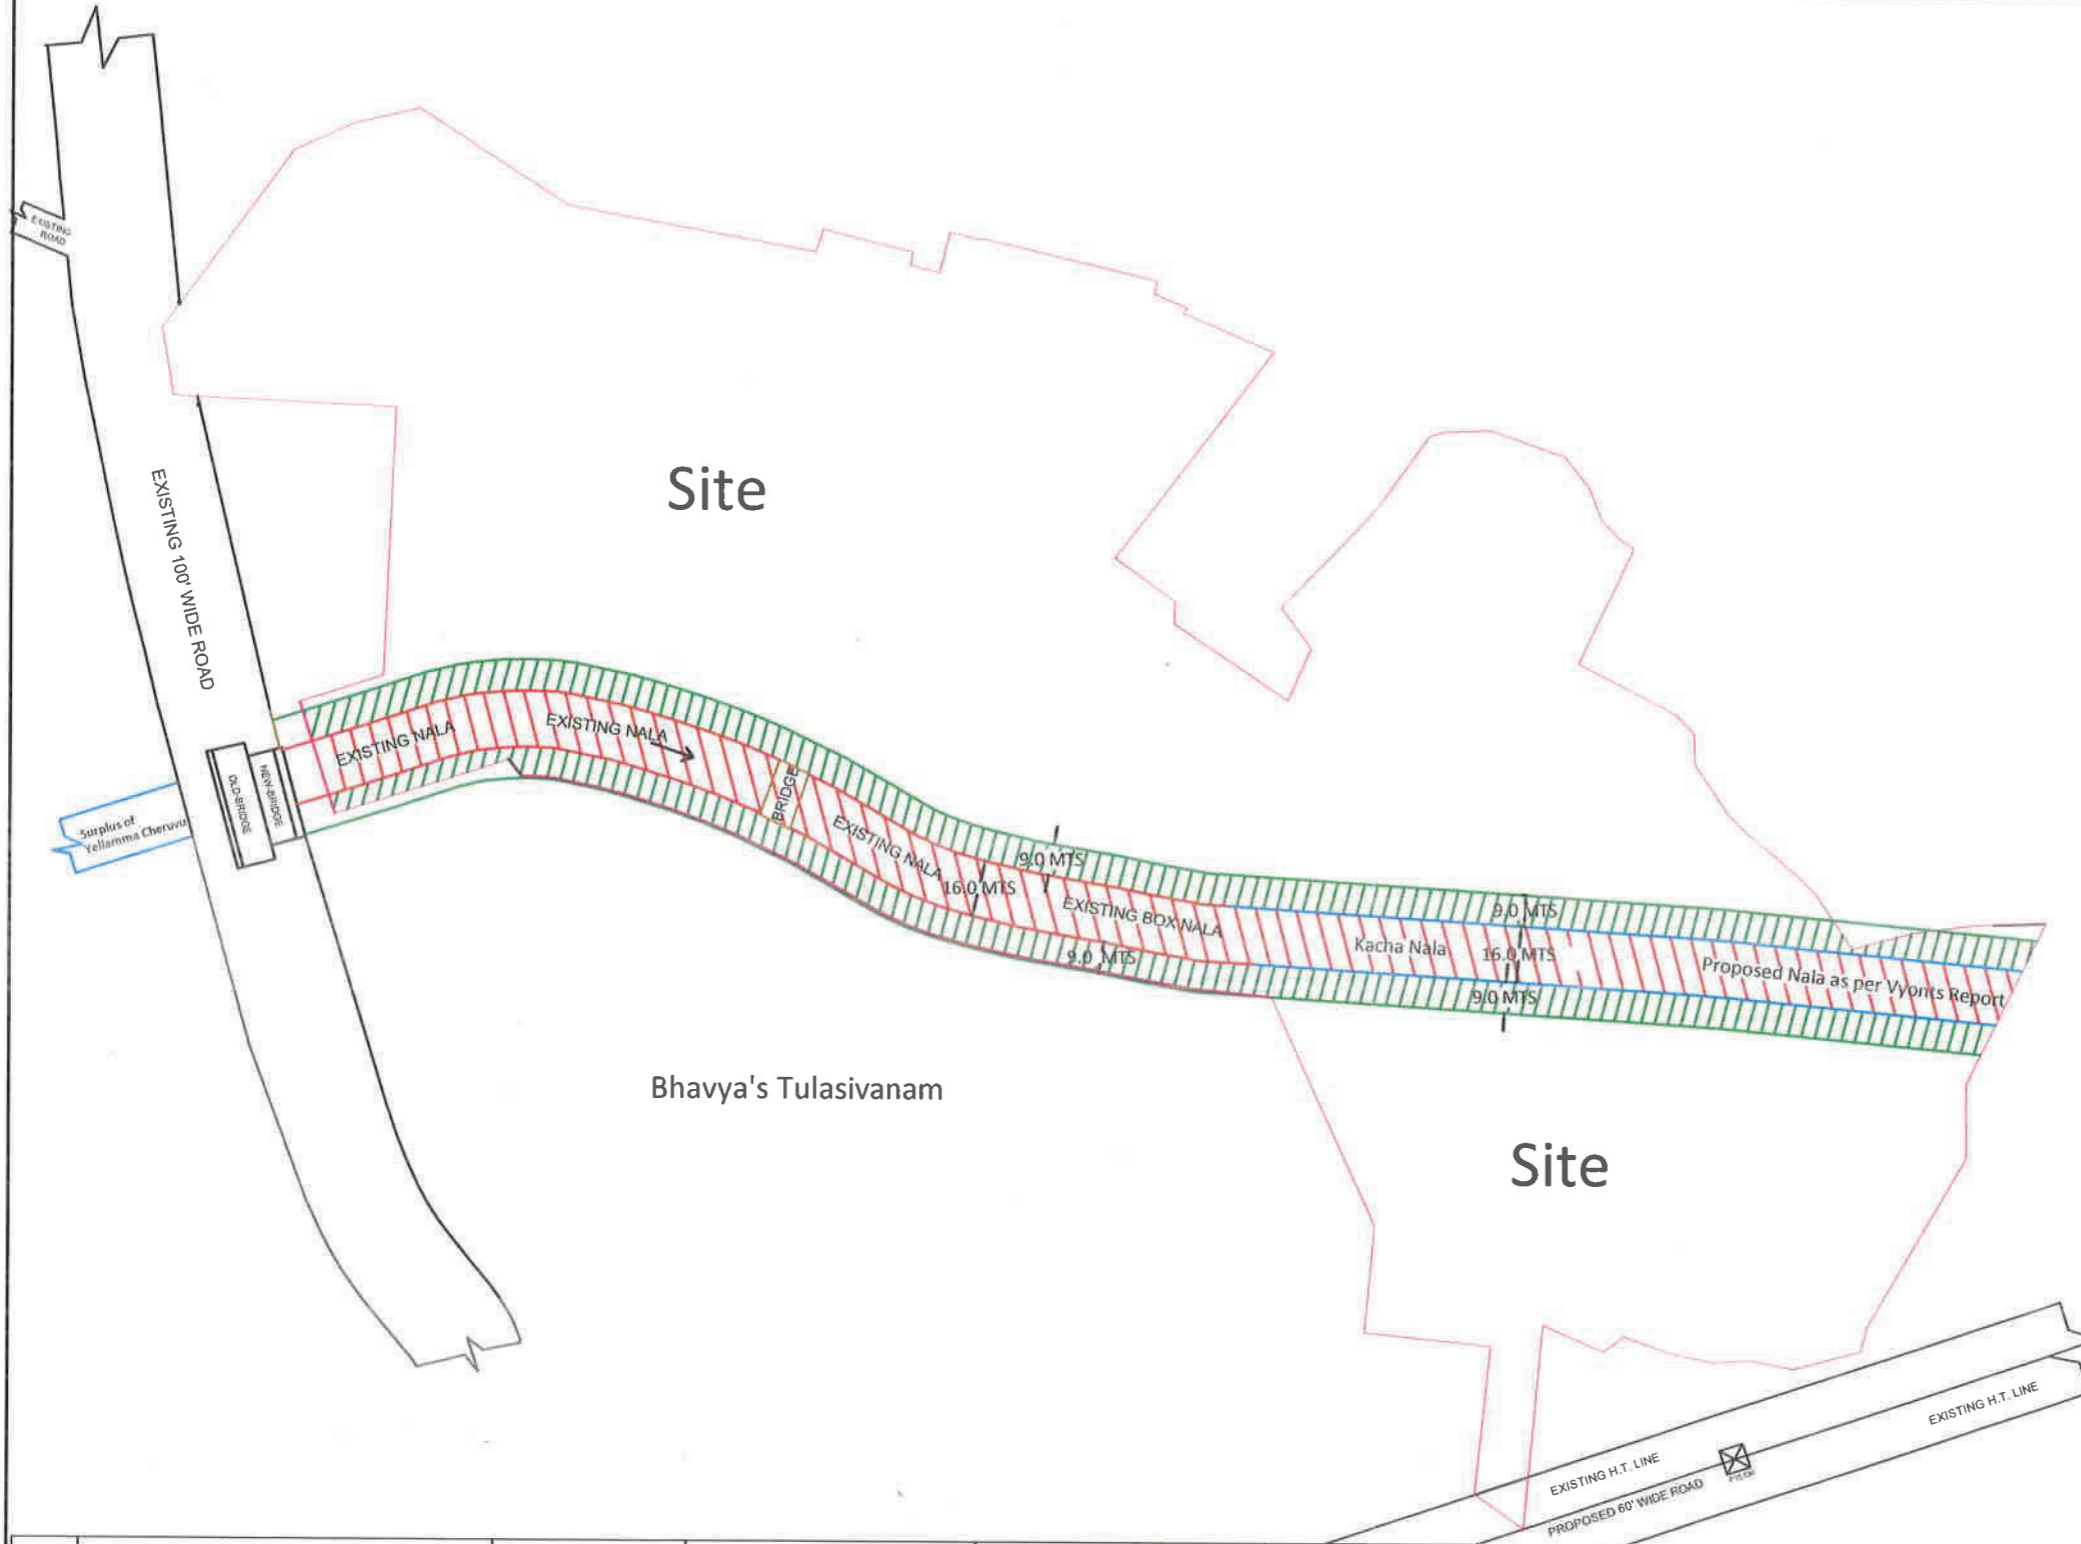 EXISTING
ROAD
Site
EXISTING 100' WIDE ROAD
EXISTING NALA
EXISTING NALA
OLD-BRIDGE
NEW-BRIDGE
BRIDGE
Surplus of
Yellamma Cheruvu
EXISTING NALA
9.0 MTS
16.0 MTS
EXISTING BOX NALA
9.0 MTS
9.0 MTS
Kacha Nala
16.0 MTS
9.0 MTS
Proposed Nala as per Vyonts Report
Bhavya's Tulasivanam
Site
EXISTING H.T. LINE
EXISTING H.T. LINE
PROPOSED 60' WIDE ROAD